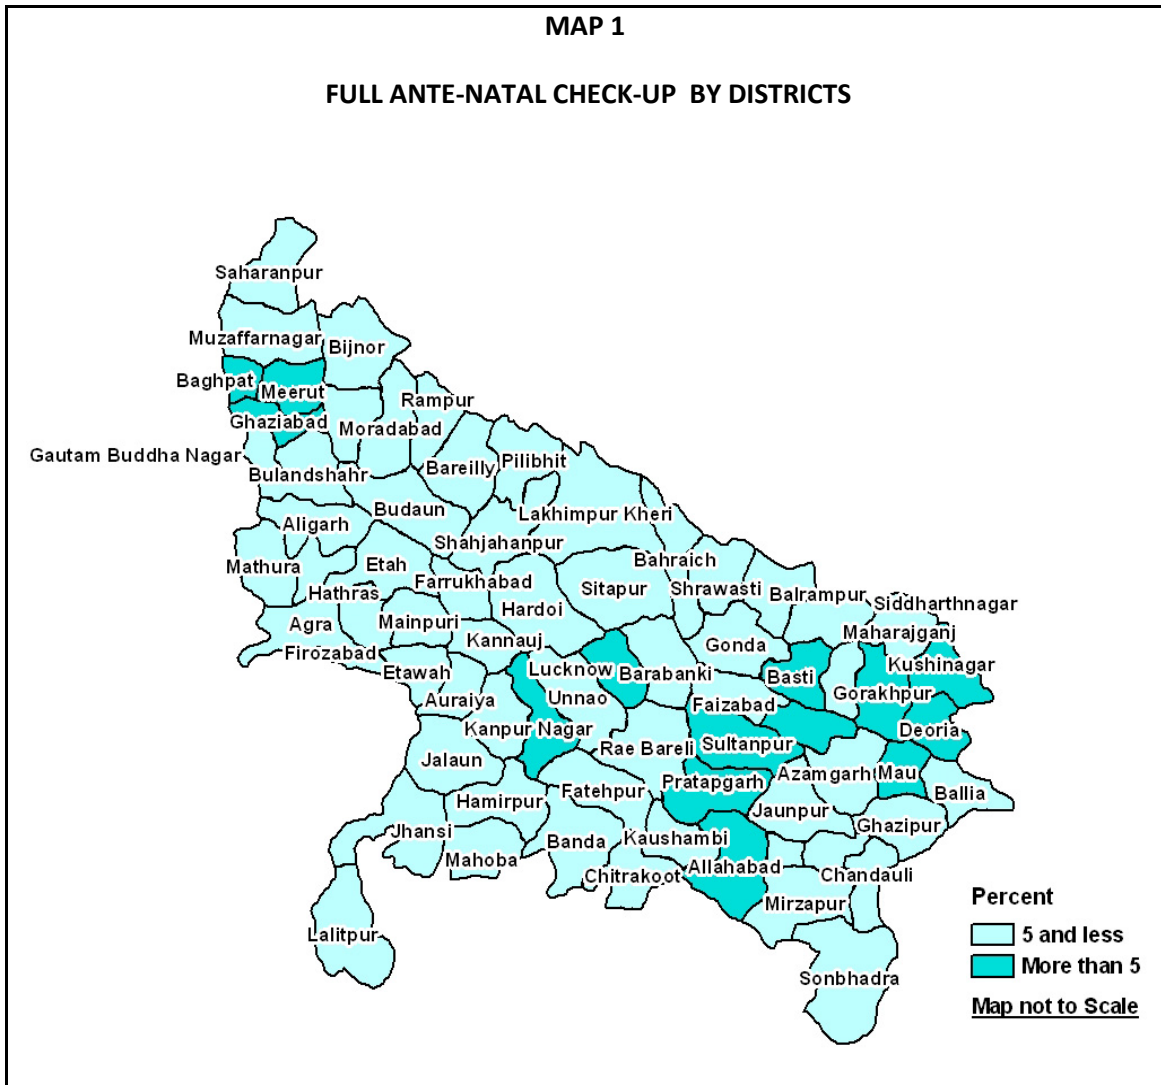 MAP 1
FULL ANTE-NATAL CHECK-UP BY DISTRICTS
Saharanpur
Muzaffarnagar
Bijnor
Baghpat
Meerut
Rampur
Ghaziabad
Moradabad
Gautam Buddha Nagar
Bulandshahr
Bareilly
Pilibhit
Budaun
Lakhimpur Kheri
Aligarh
Shahjahanpur
Mathura
Etah
Farrukhabad
Bahraich
Hathras
Sitapur
Shrawasti
Balrampur
Siddharthnagar
Agra
Mainpuri
Hardoi
Maharajganj
Firozabad
Kannauj
Gonda
Kushinagar
Etawah
Lucknow
Barabanki
Basti
Gorakhpur
Auraiya
Unnao
Faizabad
Kanpur Nagar
Deoria
Jalaun
Rae Bareli
Sultanpur
Azamgarh
Mau
Hamirpur
Fatehpur
Pratapgarh
Ballia
Jhansi
Jaunpur
Ghazipur
Mahoba
Banda
Kaushambi
Chitrakoot
Allahabad
Chandauli
Mirzapur
Lalitpur
Sonbhadra
Percent
5 and less
More than 5
Map not to Scale